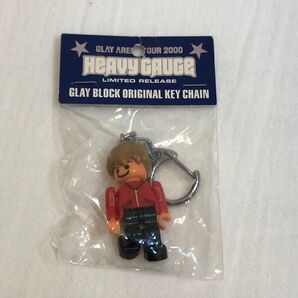 GLAY ARENA TOUR 2000
HEAVY GAUGE
LIMITED RELEASE
GLAY BLOCK ORIGINAL KEY CHAIN